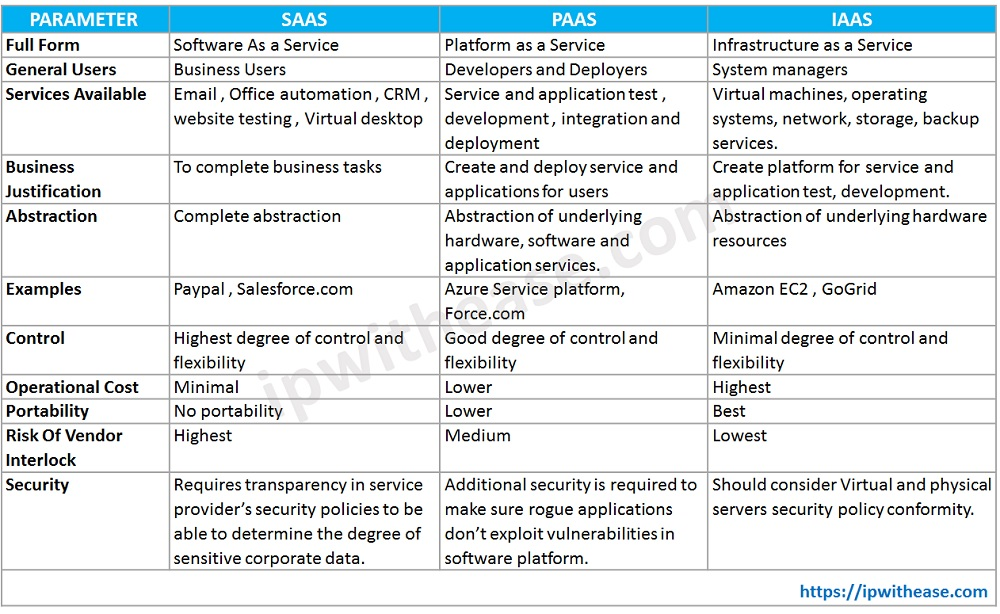 PARAMETER SAAS PAAS IAAS
Full Form Software As a Service Platform as a Service Infrastructure as a Service
General Users Business Users Developers and Deployers System managers
Services Available Email , Office automation , CRM , Service and application test , Virtual machines, operating
website testing , Virtual desktop development , integration and systems, network, storage, backup
deployment services.
Business To complete business tasks Create and deploy service and Create platform for service and
Justification applications for users application test, development.
Abstraction Complete abstraction Abstraction of underlying Abstraction of underlying hardware
hardware, software and resources
application services.
Examples Paypal , Salesforce.com Azure Service platform, Amazon EC2 , GoGrid
Force.com
Control Highest degree of control and Good degree of control and Minimal degree of control and
flexibility flexibility flexibility
Operational Cost Minimal Lower Highest
Portability No portability Lower Best
Risk Of Vendor Highest Medium Lowest
Interlock
Security Requires transparency in service Additional security is required to Should consider Virtual and physical
provider’s security policies to be make sure rogue applications servers security policy conformity.
able to determine the degree of don’t exploit vulnerabilities in
sensitive corporate data. software platform.
ipwithease.com
https://ipwithease.com